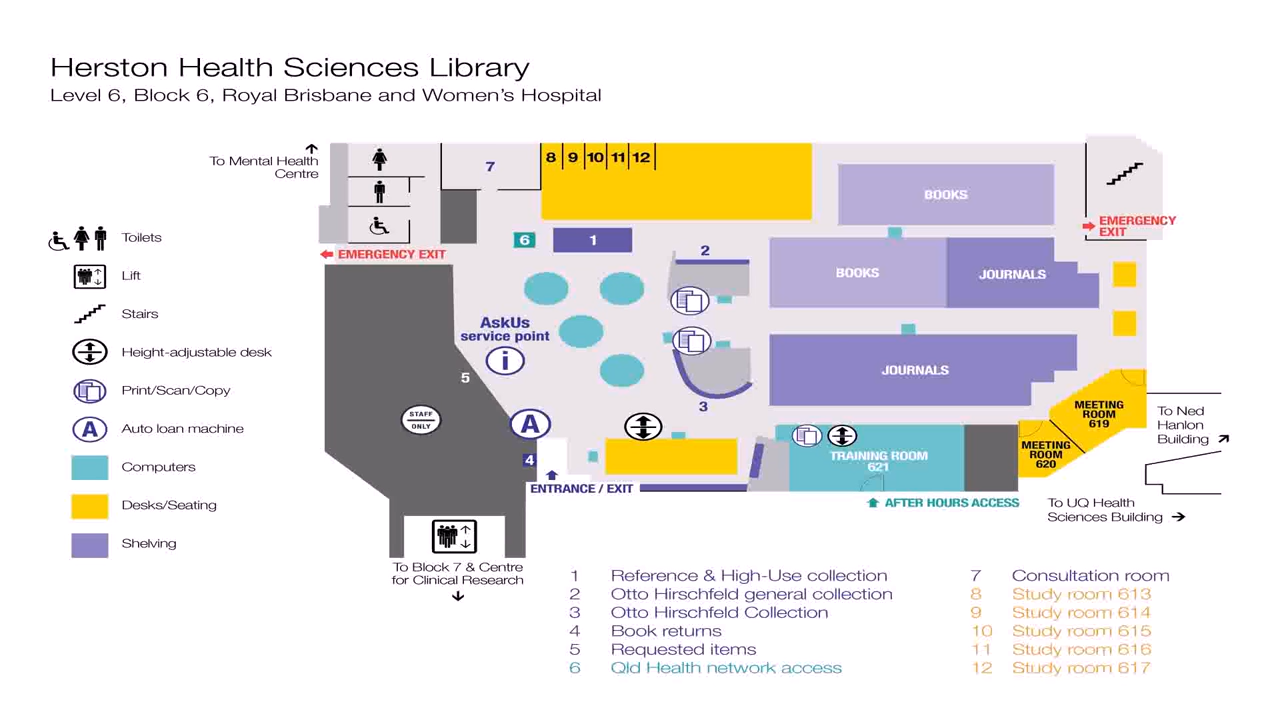 Herston Health Sciences Library
Level 6, Block 6, Royal Brisbane and Women's Hospital
To Mental Health
Centre
7
8 9 10 11 12
BOOKS
EMERGENCY
EXIT
Toilets
EMERGENCY EXIT
6
1
2
BOOKS
JOURNALS
Lift
Stairs
AskUs
service point
i
Height-adjustable desk
Print/Scan/Copy
5
JOURNALS
3
STAFF
ONLY
A
MEETING
ROOM
619
To Ned
Hanlon
Building
A
Auto loan machine
MEETING
ROOM
620
TRAINING ROOM
621
4
Computers
ENTRANCE / EXIT
AFTER HOURS ACCESS
To UQ Health
Sciences Building
Desks/Seating
Shelving
To Block 7 & Centre
for Clinical Research
1 Reference & High-Use collection
2 Otto Hirschfeld general collection
3 Otto Hirschfeld Collection
4 Book returns
5 Requested items
6 Qld Health network access
7 Consultation room
8 Study room 613
9 Study room 614
10 Study room 615
11 Study room 616
12 Study room 617